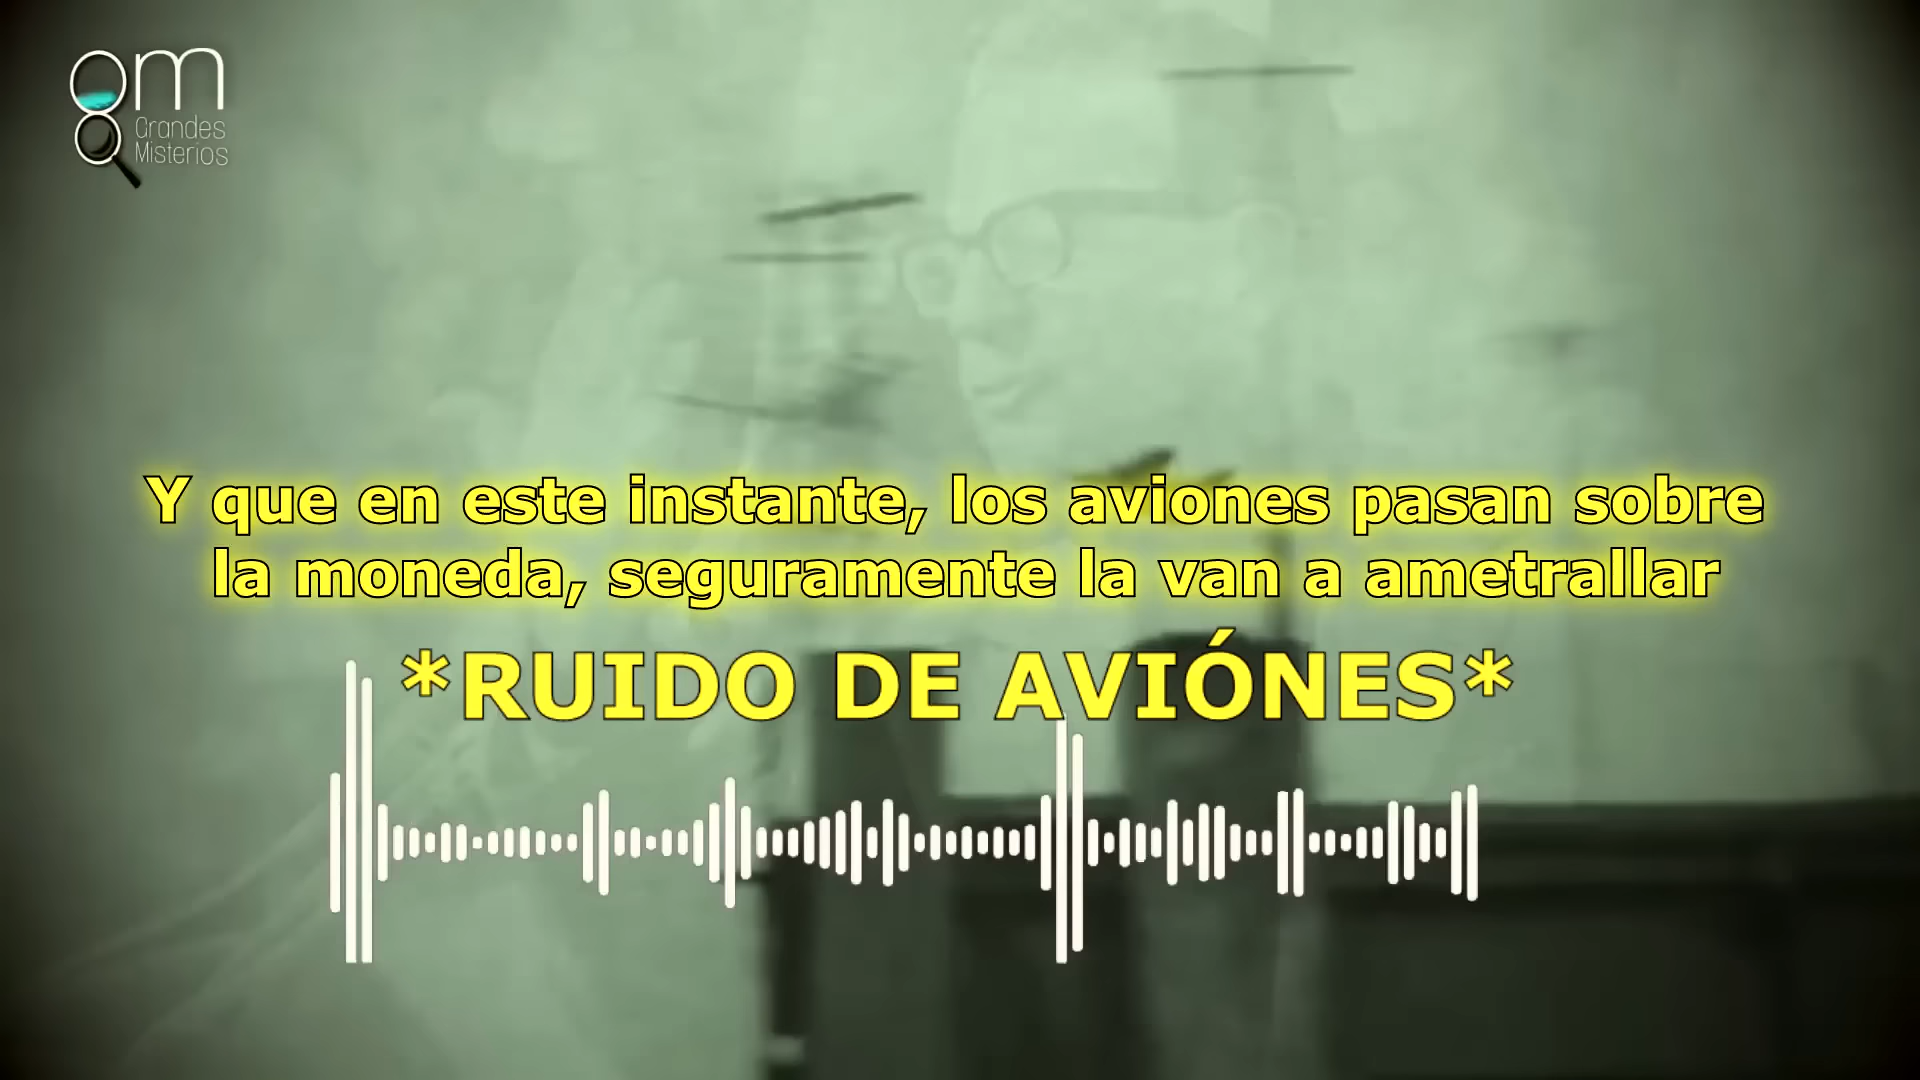 gm
Grandes
Misterios
Y que en este instante, los aviones pasan sobre
la moneda, seguramente la van a ametrallar
*RUIDO DE AVIÓNES*